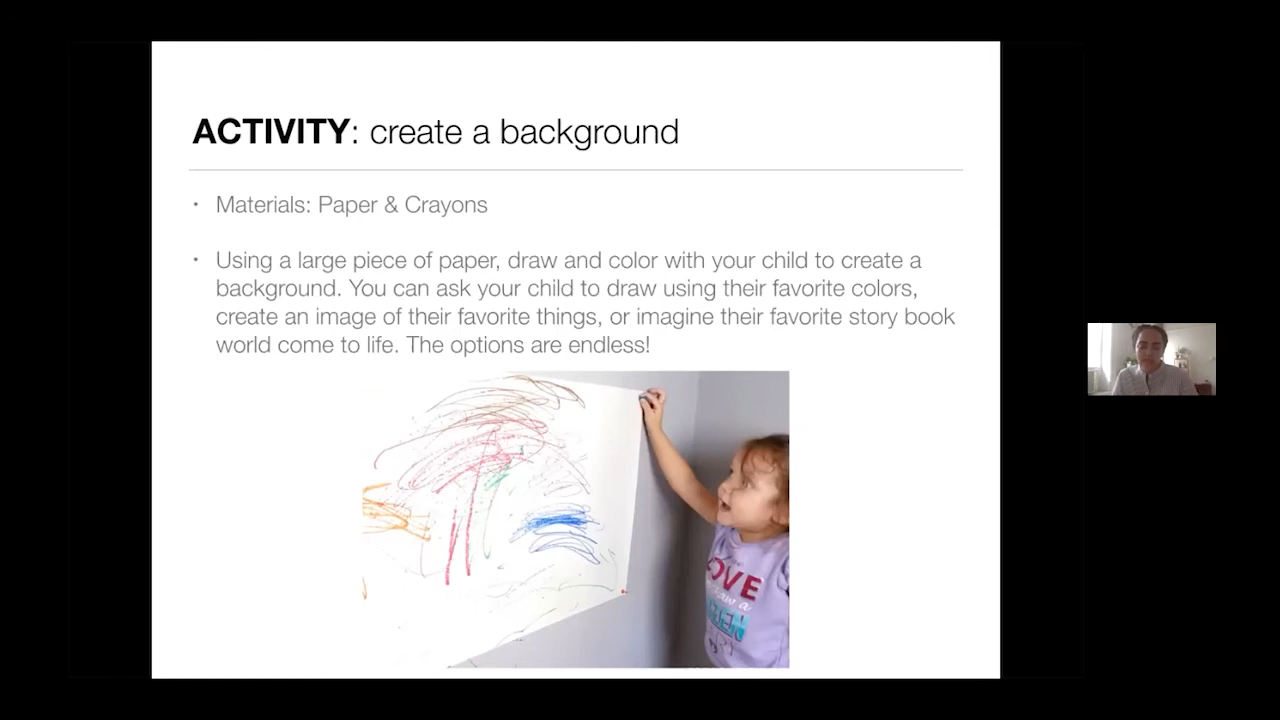 ACTIVITY: create a background
• Materials: Paper & Crayons
• Using a large piece of paper, draw and color with your child to create a
background. You can ask your child to draw using their favorite colors,
create an image of their favorite things, or imagine their favorite story book
world come to life. The options are endless!
OVE